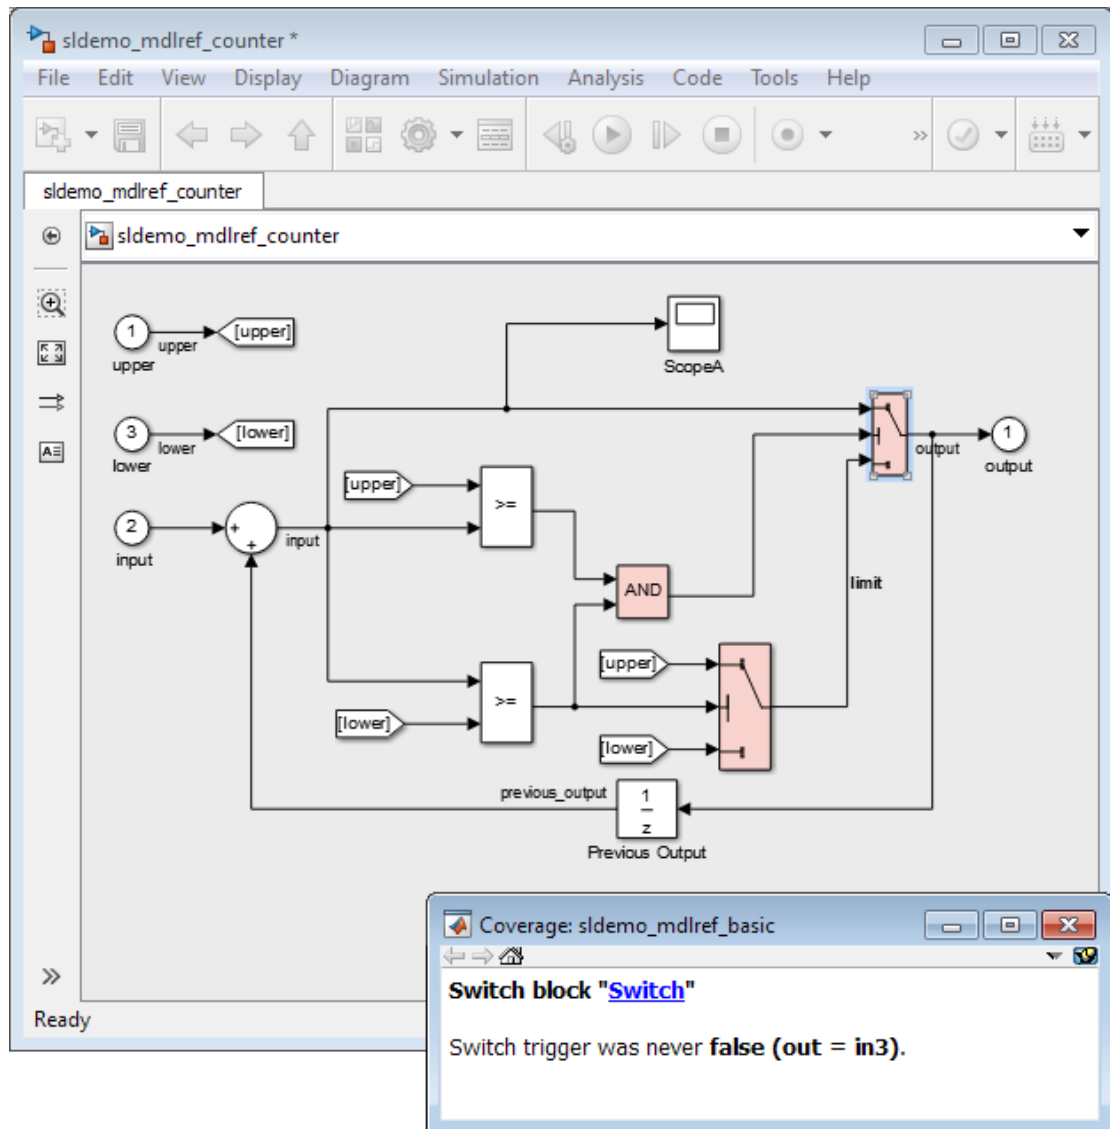 sldemo_mdlref_counter *
File Edit View Display Diagram Simulation Analysis Code Tools Help
»
sldemo_mdlref_counter
sldemo_mdlref_counter
1
upper
[upper]
upper
ScopeA
3
lower
[lower]
lower
output
1
output
[upper]
>=
2
+
+
input
input
AND
limit
[upper]
>=
[lower]
[lower]
previous_output
1
z
Previous Output
»
Ready
Coverage: sldemo_mdlref_basic
Switch block "Switch"
Switch trigger was never false (out = in3).